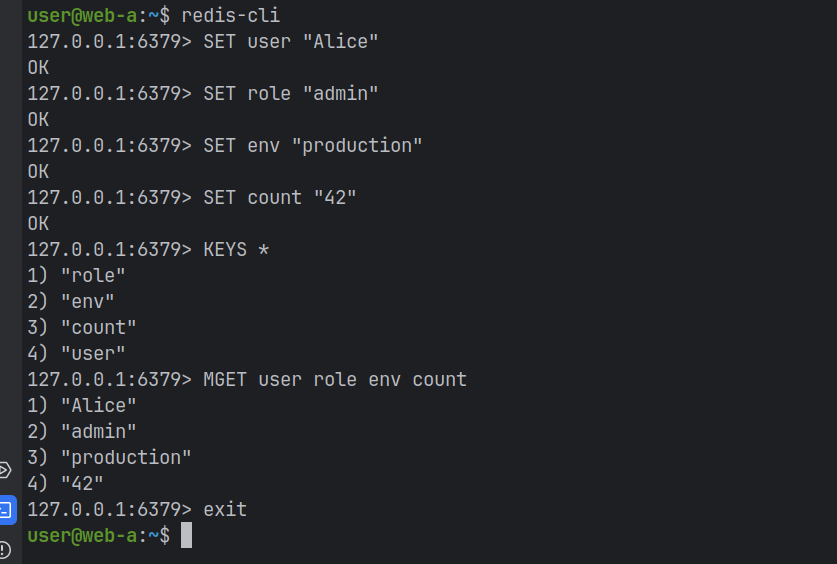 user@web-a:~$ redis-cli
127.0.0.1:6379> SET user "Alice"
OK
127.0.0.1:6379> SET role "admin"
OK
127.0.0.1:6379> SET env "production"
OK
127.0.0.1:6379> SET count "42"
OK
127.0.0.1:6379> KEYS *
1) "role"
2) "env"
3) "count"
4) "user"
127.0.0.1:6379> MGET user role env count
1) "Alice"
2) "admin"
3) "production"
4) "42"
127.0.0.1:6379> exit
user@web-a:~$